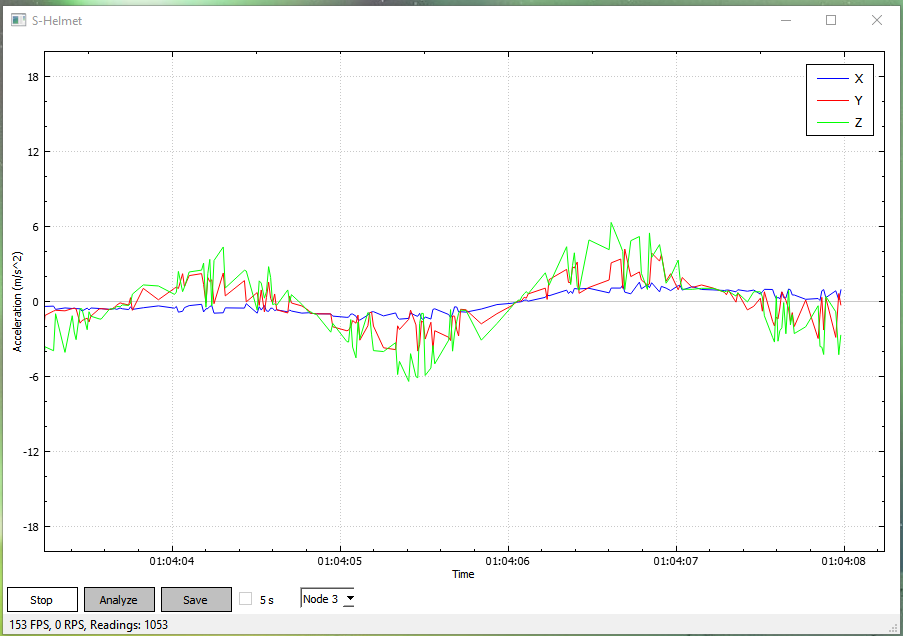 S-Helmet
X
Y
Z
18
12
6
0
-6
-12
-18
Acceleration (m/s^2)
01:04:04 01:04:05 01:04:06 01:04:07 01:04:08
Time
Stop Analyze Save 5 s Node 3
153 FPS, 0 RPS, Readings: 1053